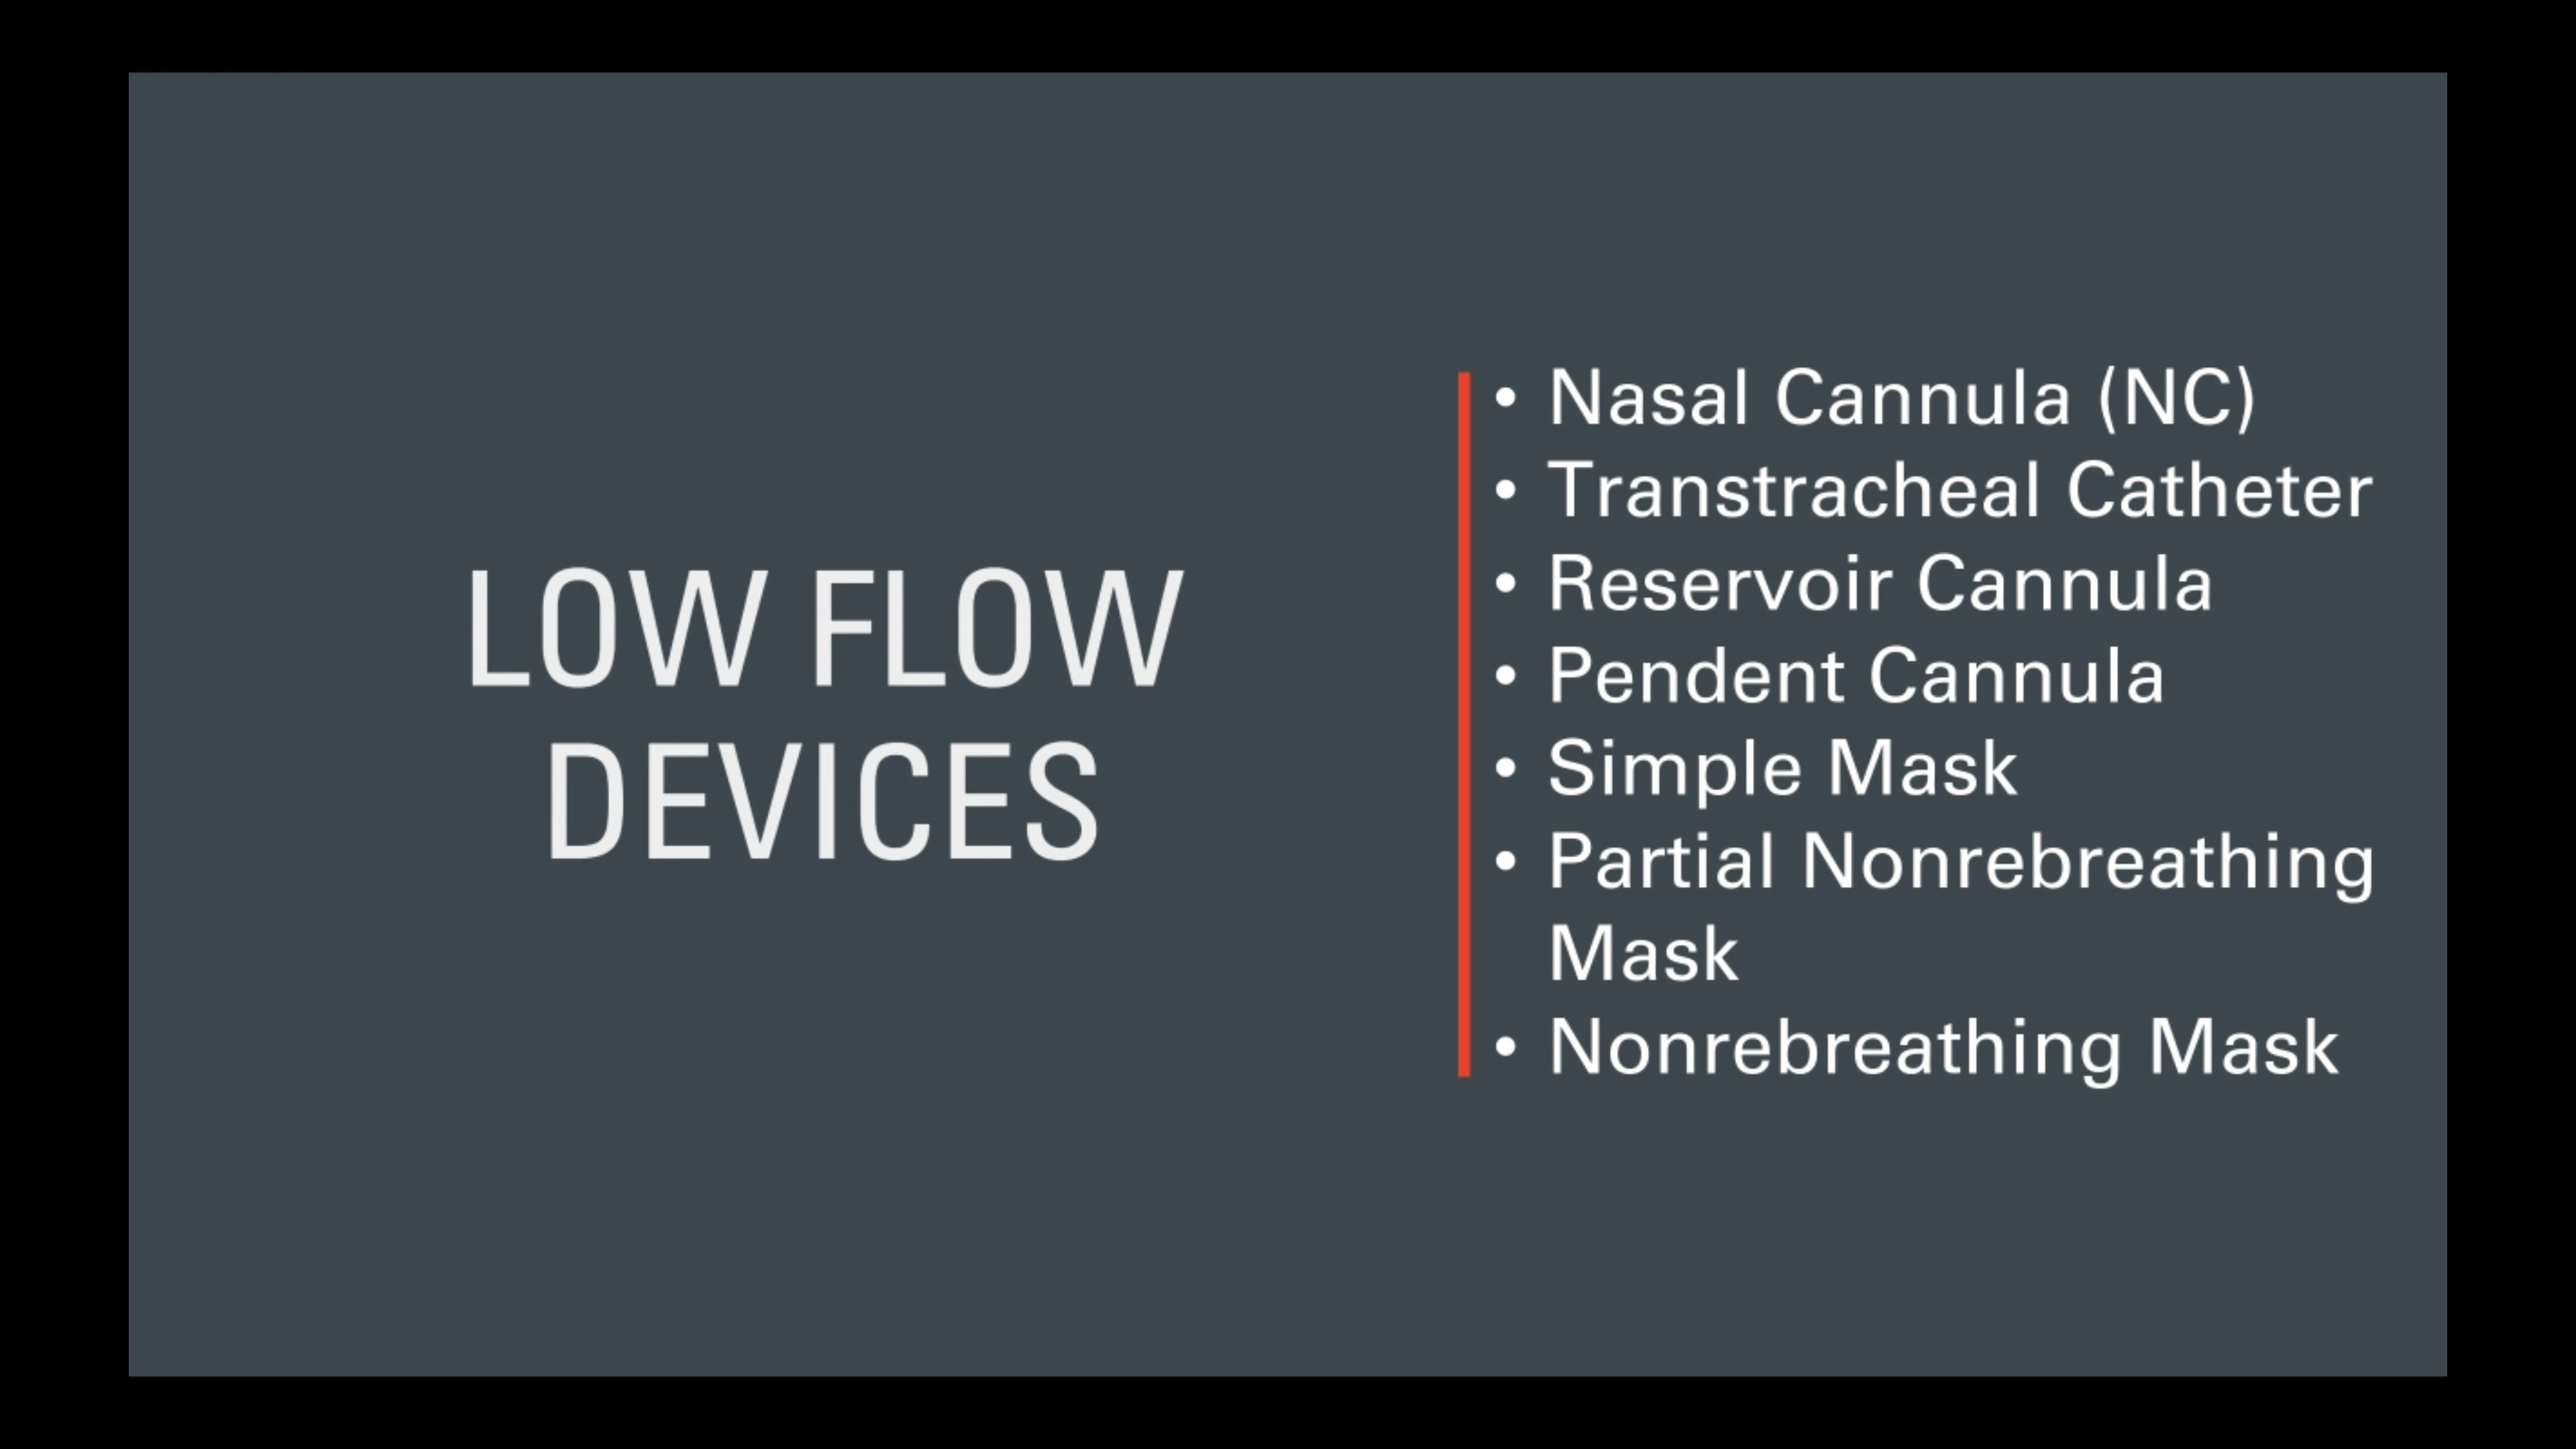 LOW FLOW
DEVICES
• Nasal Cannula (NC)
• Transtracheal Catheter
• Reservoir Cannula
• Pendent Cannula
• Simple Mask
• Partial Nonrebreathing
Mask
• Nonrebreathing Mask